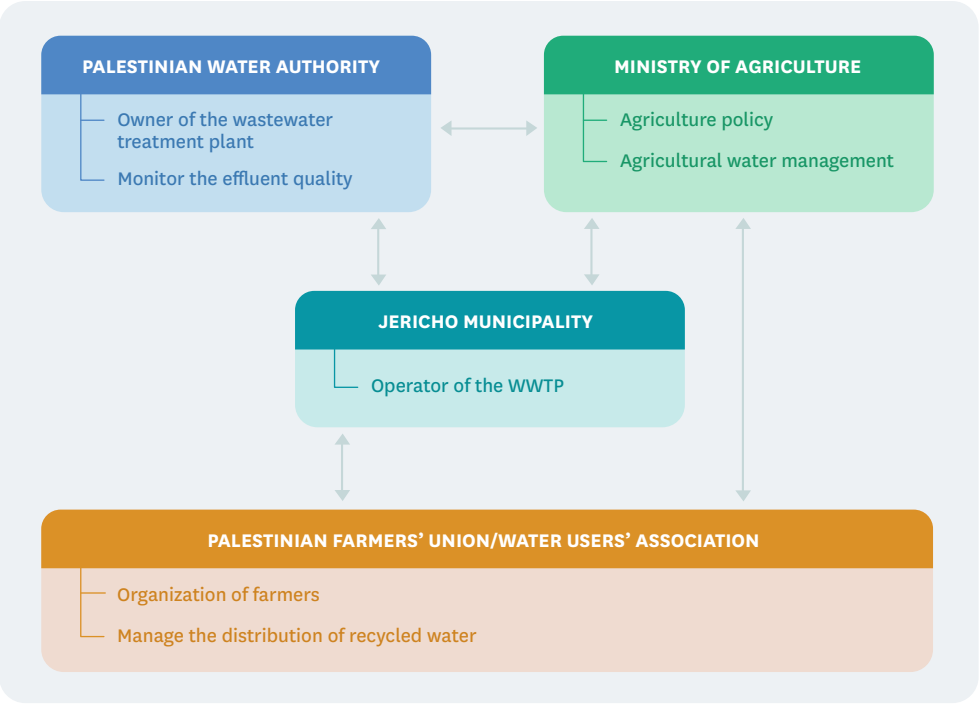 PALESTINIAN WATER AUTHORITY
Owner of the wastewater
treatment plant
Monitor the effluent quality
MINISTRY OF AGRICULTURE
Agriculture policy
Agricultural water management
JERICHO MUNICIPALITY
Operator of the WWTP
PALESTINIAN FARMERS’ UNION/WATER USERS’ ASSOCIATION
Organization of farmers
Manage the distribution of recycled water